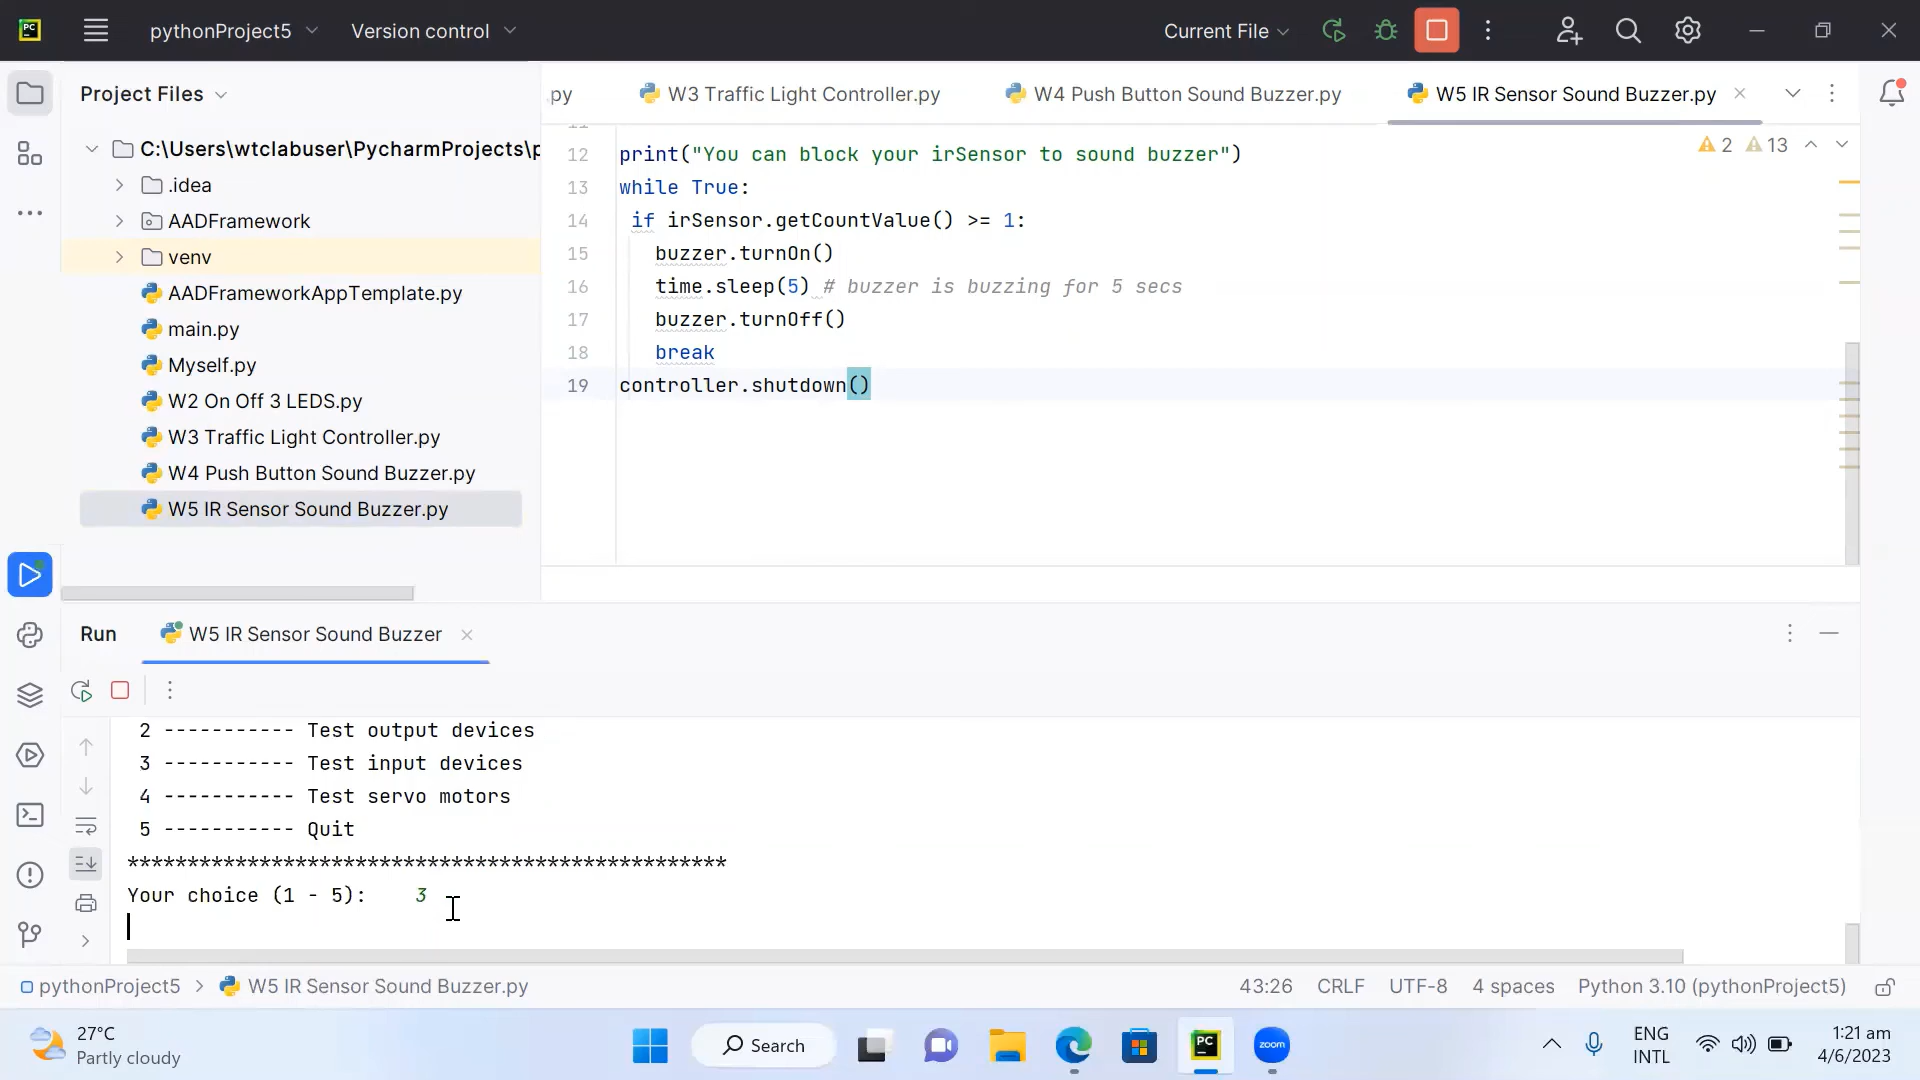 PC
pythonProject5
Version control
Current File
Project Files
C:\Users\wtclabuser\PycharmProjects\p
.idea
AADFramework
venv
AADFrameworkAppTemplate.py
main.py
Myself.py
W2 On Off 3 LEDS.py
W3 Traffic Light Controller.py
W4 Push Button Sound Buzzer.py
W5 IR Sensor Sound Buzzer.py
.py
W3 Traffic Light Controller.py
W4 Push Button Sound Buzzer.py
W5 IR Sensor Sound Buzzer.py
2
13
11
12 print("You can block your irSensor to sound buzzer")
13 while True:
14 if irSensor.getCountValue() >= 1:
15 buzzer.turnOn()
16 time.sleep(5) # buzzer is buzzing for 5 secs
17 buzzer.turnOff()
18 break
19 controller.shutdown()
Run
W5 IR Sensor Sound Buzzer
2 ----------- Test output devices
3 ----------- Test input devices
4 ----------- Test servo motors
5 ----------- Quit
**************************************************
Your choice (1 - 5): 3
pythonProject5 > W5 IR Sensor Sound Buzzer.py
43:26
CRLF
UTF-8
4 spaces
Python 3.10 (pythonProject5)
27°C
Partly cloudy
Search
PC
zoom
ENG
INTL
1:21 am
4/6/2023